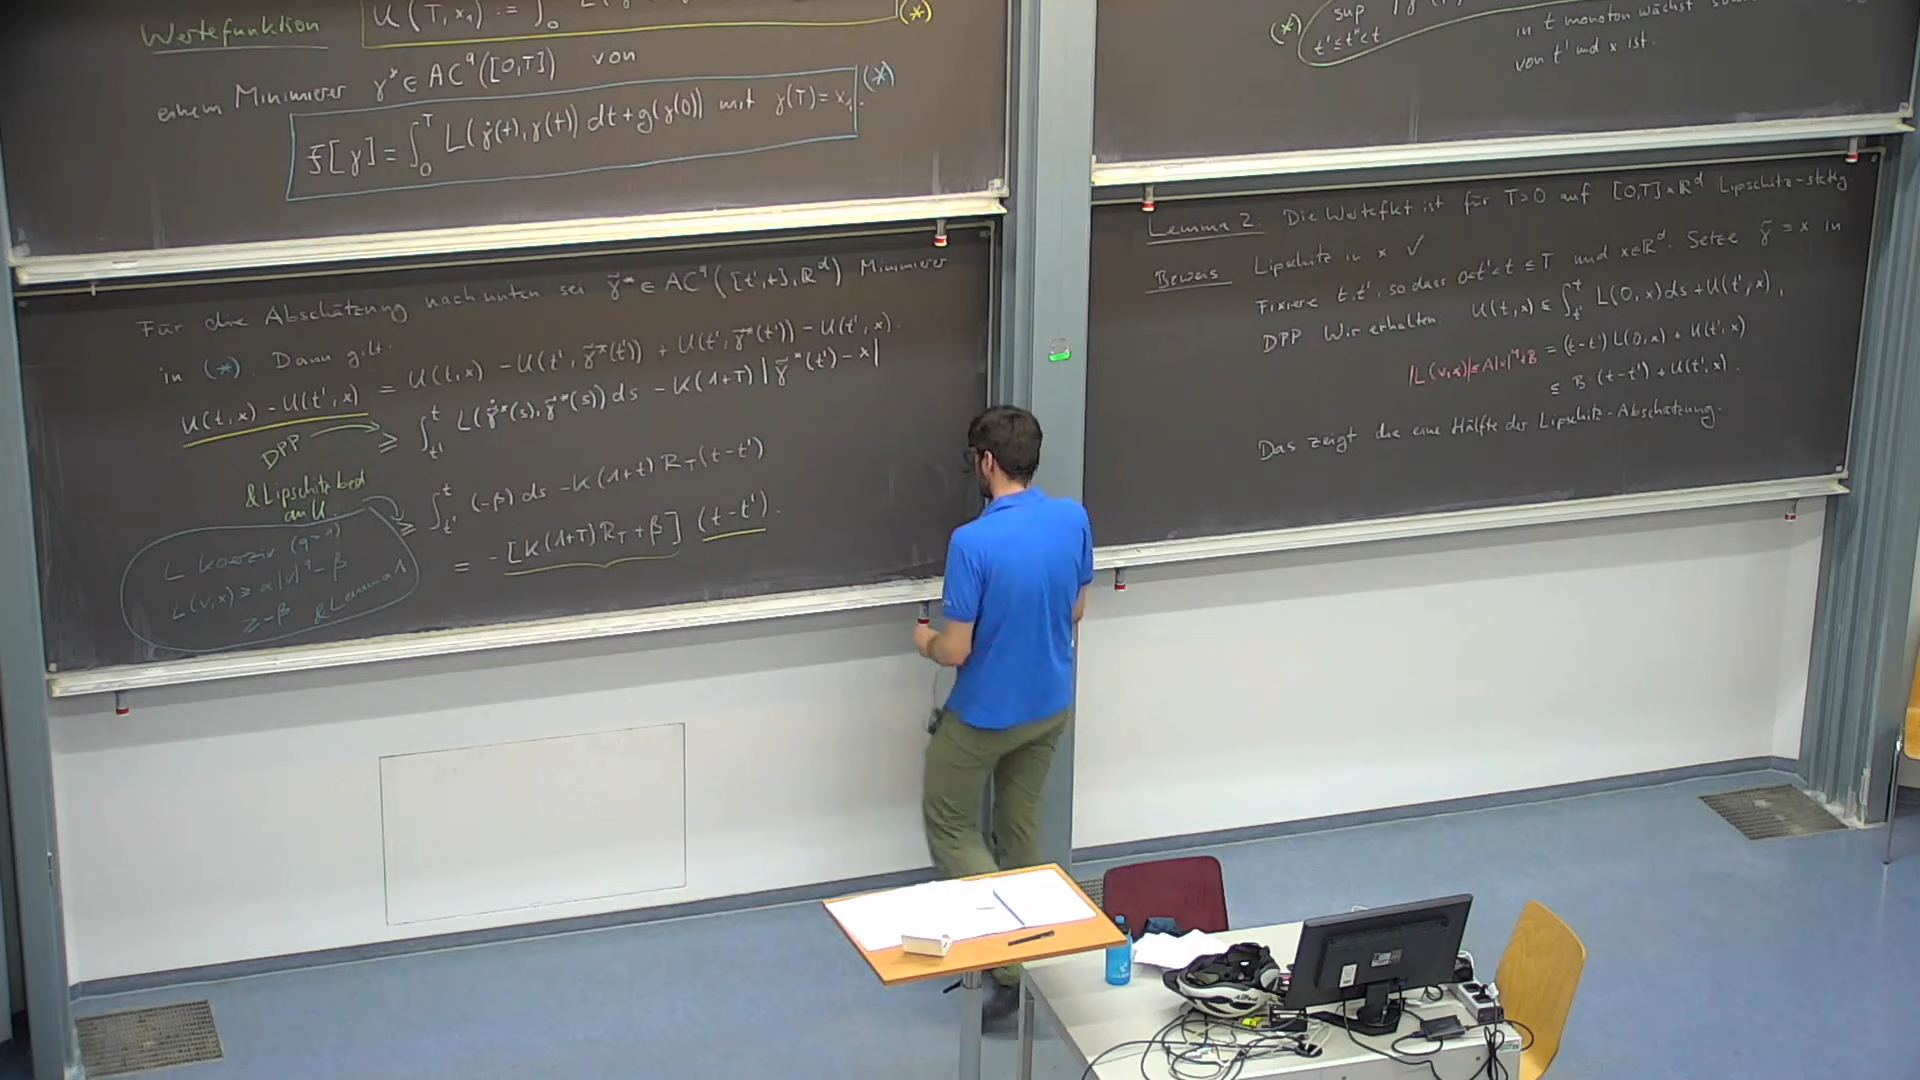 Wertefunktion U(T, x₁) := ∫₀ L( (*)
einem Minimierer γ* ∈ AC^q([0,T]) von
F[γ] = ∫₀^T L(γ̇(t), γ(t)) dt + g(γ(0)) mit γ(T) = x₁. (*)
Für die Abschätzung nach unten sei γ̃* ∈ AC^q([t',t], ℝ^d) Minimierer
in (*). Dann gilt.
U(t,x) - U(t',x) = U(t,x) - U(t', γ̃*(t')) + U(t', γ̃*(t')) - U(t',x).
DPP ≥ ∫_{t'}^t L(γ̃̇*(s), γ̃*(s)) ds - K(1+T) |γ̃*(t') - x|
& Lipschitz bed
an U.
≥ ∫_{t'}^t (-β) ds - K(1+t) R_T (t-t')
= -[K(1+T) R_T + β] (t-t').
L koerziv (q>1)
L(v,x) ≥ α|v|^q - β
≥ -β & Lemma 1
(*) sup
t' ≤ t* < t
in t monoton wächst
von t' und x ist.
Lemma 2: Die Wertefkt ist für T>0 auf [0,T] × ℝ^d Lipschitz-stetig
Beweis Lipschitz in x ✓
Fixiere t,t', so dass 0<t'<t ≤ T und x∈ℝ^d. Setze γ̃ = x in
DPP Wir erhalten. U(t,x) ≤ ∫_{t'}^t L(0,x) ds + U(t',x),
|L(v,x)| ≤ A|v|^q+B = (t-t') L(0,x) + U(t',x)
≤ B (t-t') + U(t',x).
Das zeigt die eine Hälfte der Lipschitz-Abschätzung.